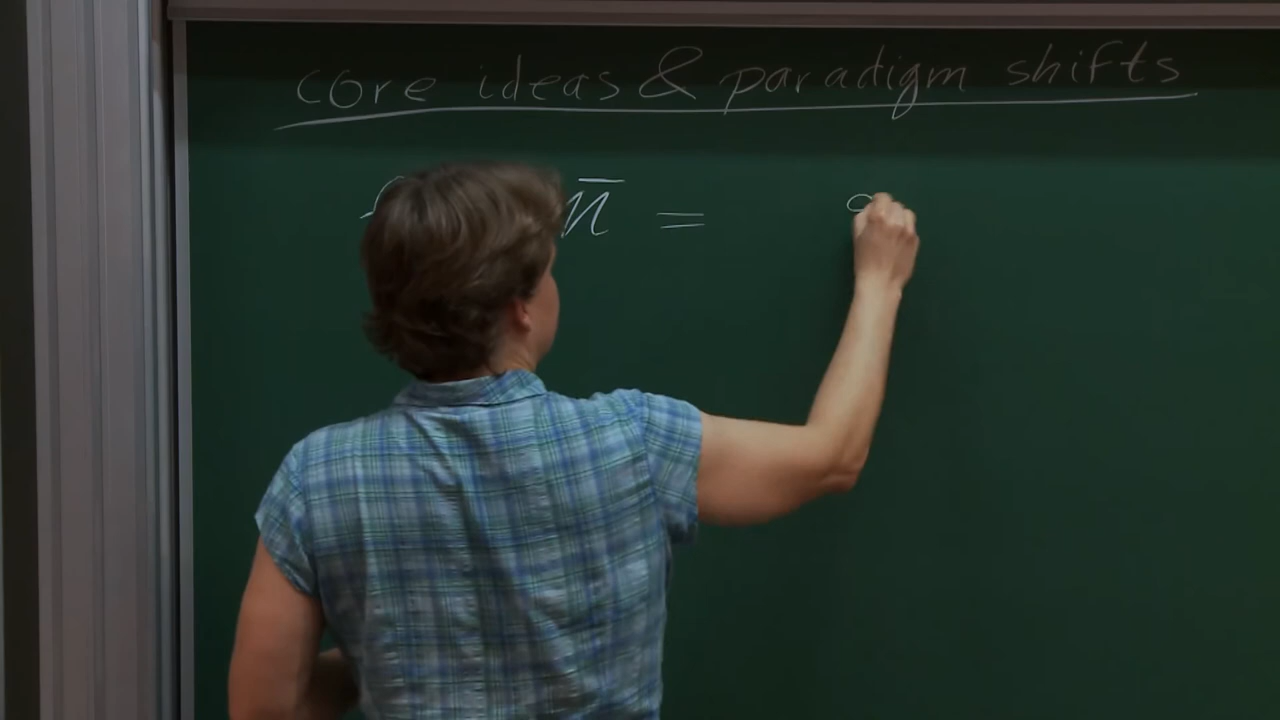 core ideas & paradigm shifts
n̄ =